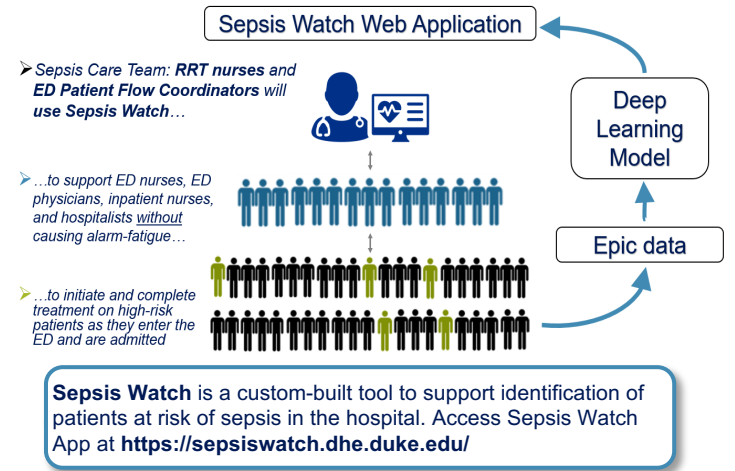 Sepsis Watch Web Application
➢Sepsis Care Team: RRT nurses and
ED Patient Flow Coordinators will
use Sepsis Watch…
➢…to support ED nurses, ED
physicians, inpatient nurses,
and hospitalists without
causing alarm-fatigue…
➢…to initiate and complete
treatment on high-risk
patients as they enter the
ED and are admitted
Deep
Learning
Model
Epic data
Sepsis Watch is a custom-built tool to support identification of
patients at risk of sepsis in the hospital. Access Sepsis Watch
App at https://sepsiswatch.dhe.duke.edu/